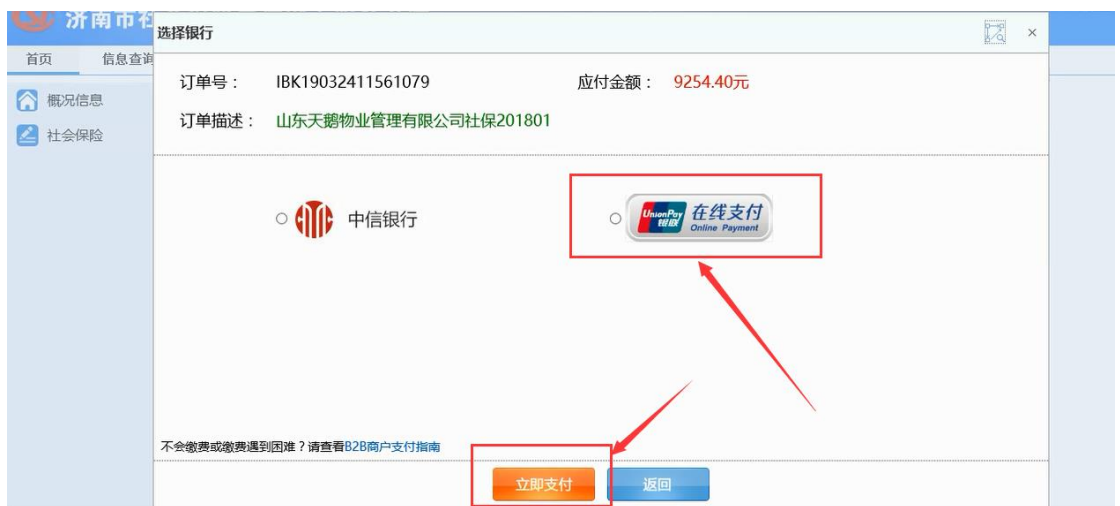 济南市社
选择银行
首页 信息查询
订单号： IBK19032411561079 应付金额： 9254.40元
概况信息
订单描述： 山东天鹅物业管理有限公司社保201801
社会保险
中信银行
UnionPay 银联 在线支付 Online Payment
不会缴费或缴费遇到困难？请查看B2B商户支付指南
立即支付 返回